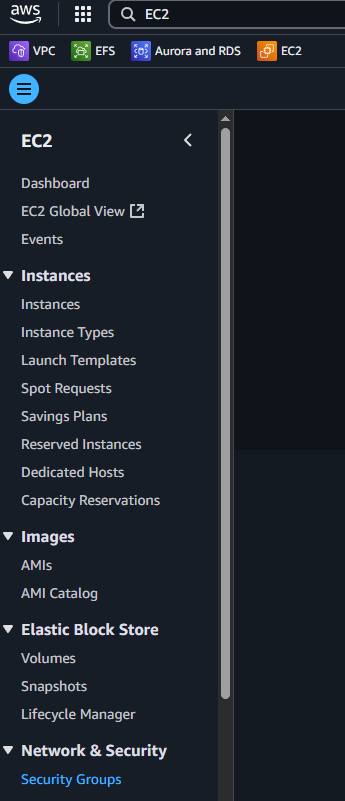 aws
EC2
VPC EFS Aurora and RDS EC2
EC2
Dashboard
EC2 Global View
Events
Instances
Instances
Instance Types
Launch Templates
Spot Requests
Savings Plans
Reserved Instances
Dedicated Hosts
Capacity Reservations
Images
AMIs
AMI Catalog
Elastic Block Store
Volumes
Snapshots
Lifecycle Manager
Network & Security
Security Groups